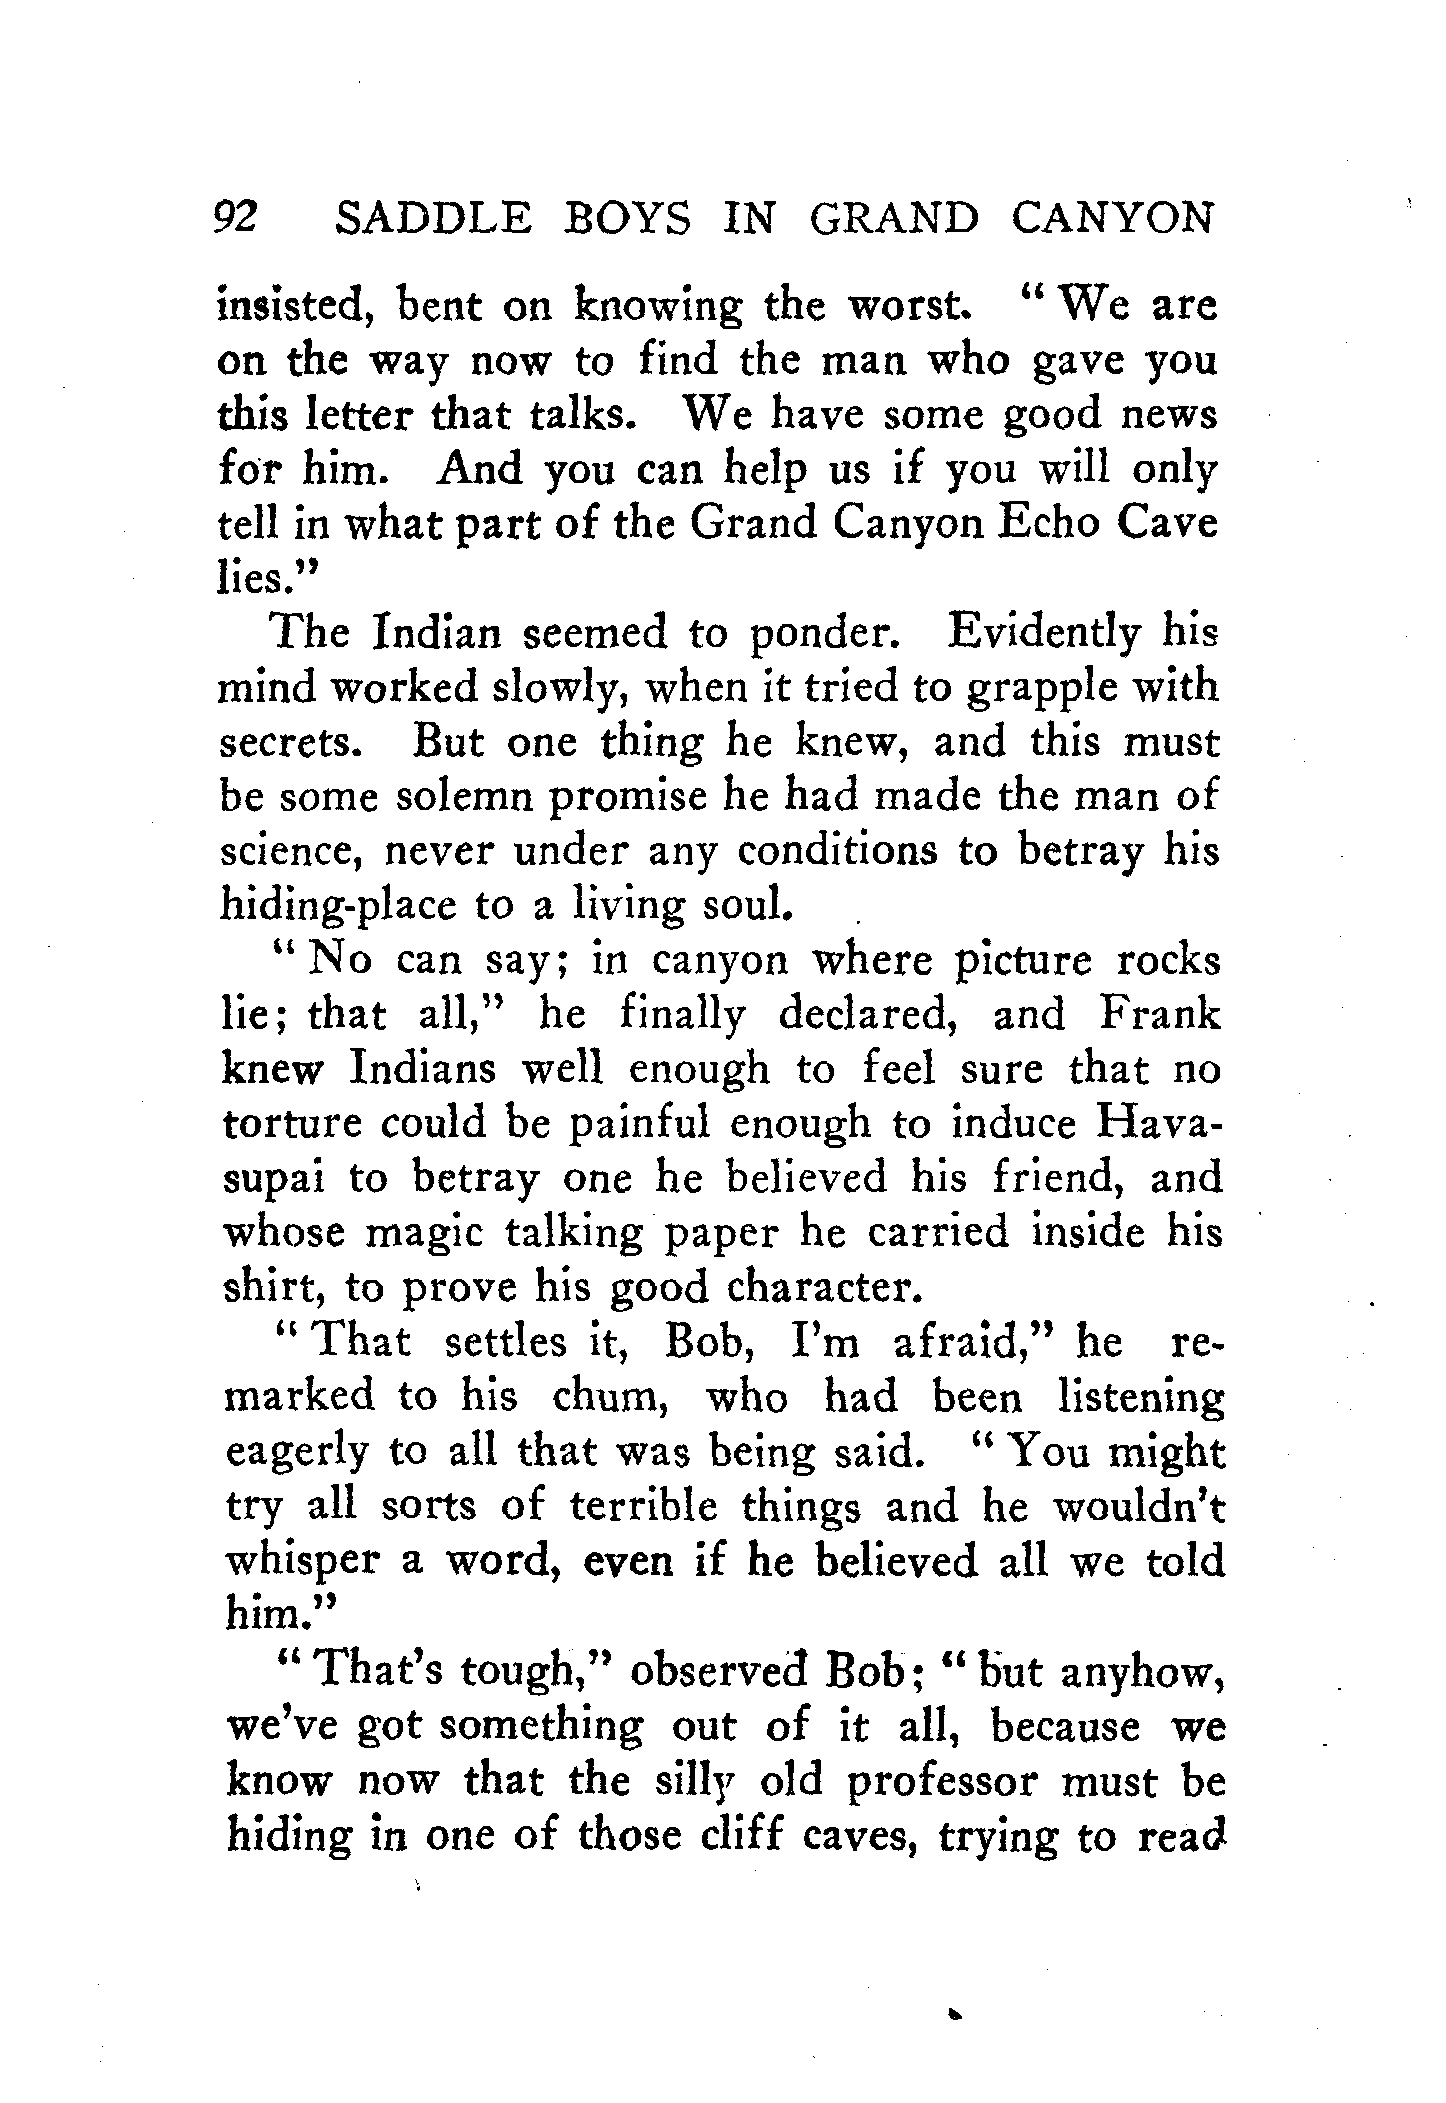 92 SADDLE BOYS IN GRAND CANYON
insisted, bent on knowing the worst. "We are
on the way now to find the man who gave you
this letter that talks. We have some good news
for him. And you can help us if you will only
tell in what part of the Grand Canyon Echo Cave
lies."
The Indian seemed to ponder. Evidently his
mind worked slowly, when it tried to grapple with
secrets. But one thing he knew, and this must
be some solemn promise he had made the man of
science, never under any conditions to betray his
hiding-place to a living soul.
"No can say; in canyon where picture rocks
lie; that all," he finally declared, and Frank
knew Indians well enough to feel sure that no
torture could be painful enough to induce Hava-
supai to betray one he believed his friend, and
whose magic talking paper he carried inside his
shirt, to prove his good character.
"That settles it, Bob, I'm afraid," he re-
marked to his chum, who had been listening
eagerly to all that was being said. "You might
try all sorts of terrible things and he wouldn't
whisper a word, even if he believed all we told
him."
"That's tough," observed Bob; "but anyhow,
we've got something out of it all, because we
know now that the silly old professor must be
hiding in one of those cliff caves, trying to read